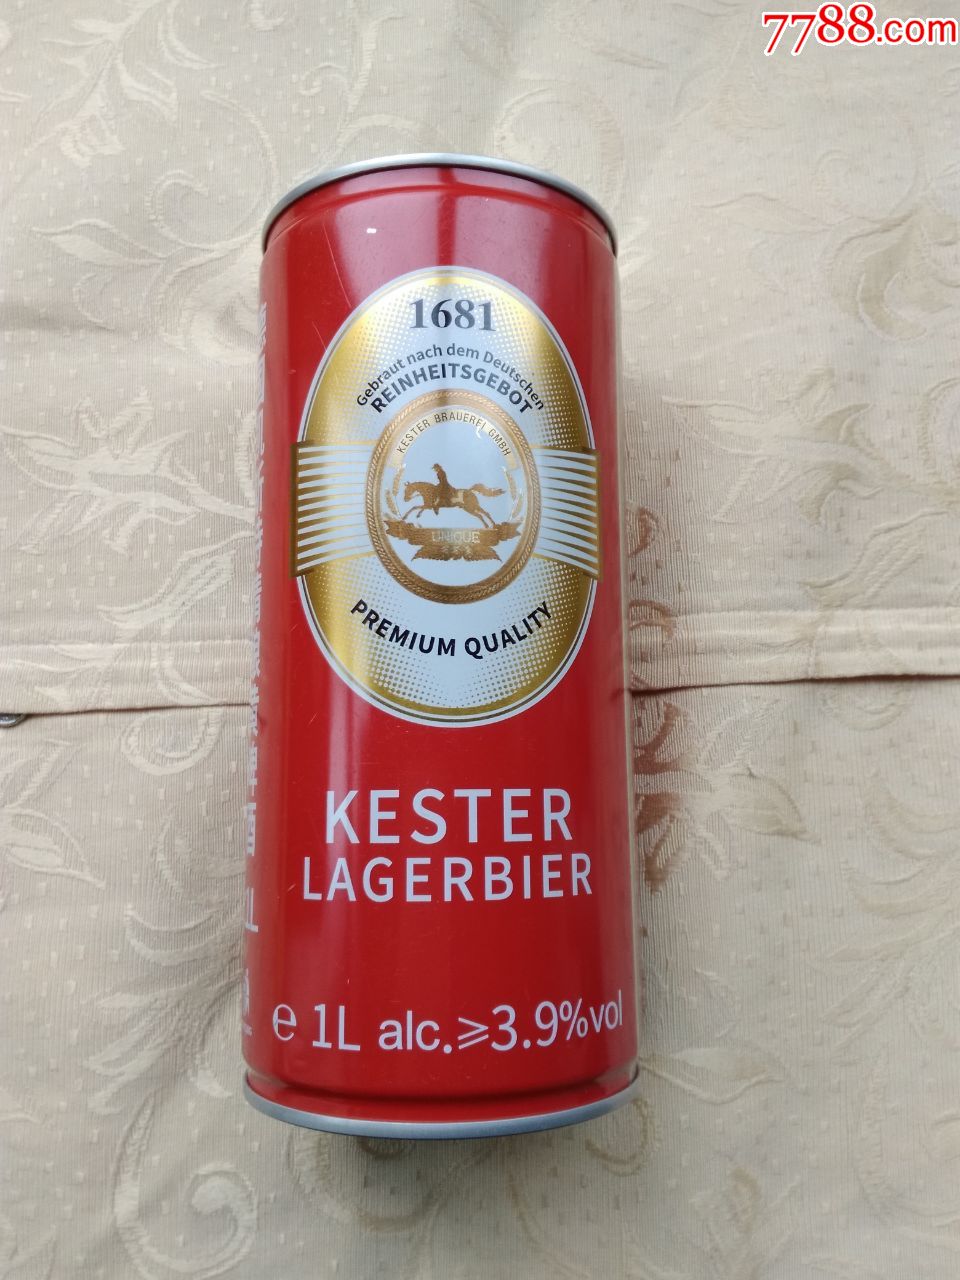 7788.com
1681
Gebraut nach dem Deutschen
REINHEITSGEBOT
KESTER BRAUEREI GMBH
UNIQUE
PREMIUM QUALITY
KESTER
LAGERBIER
℮ 1L alc.⩾3.9%vol